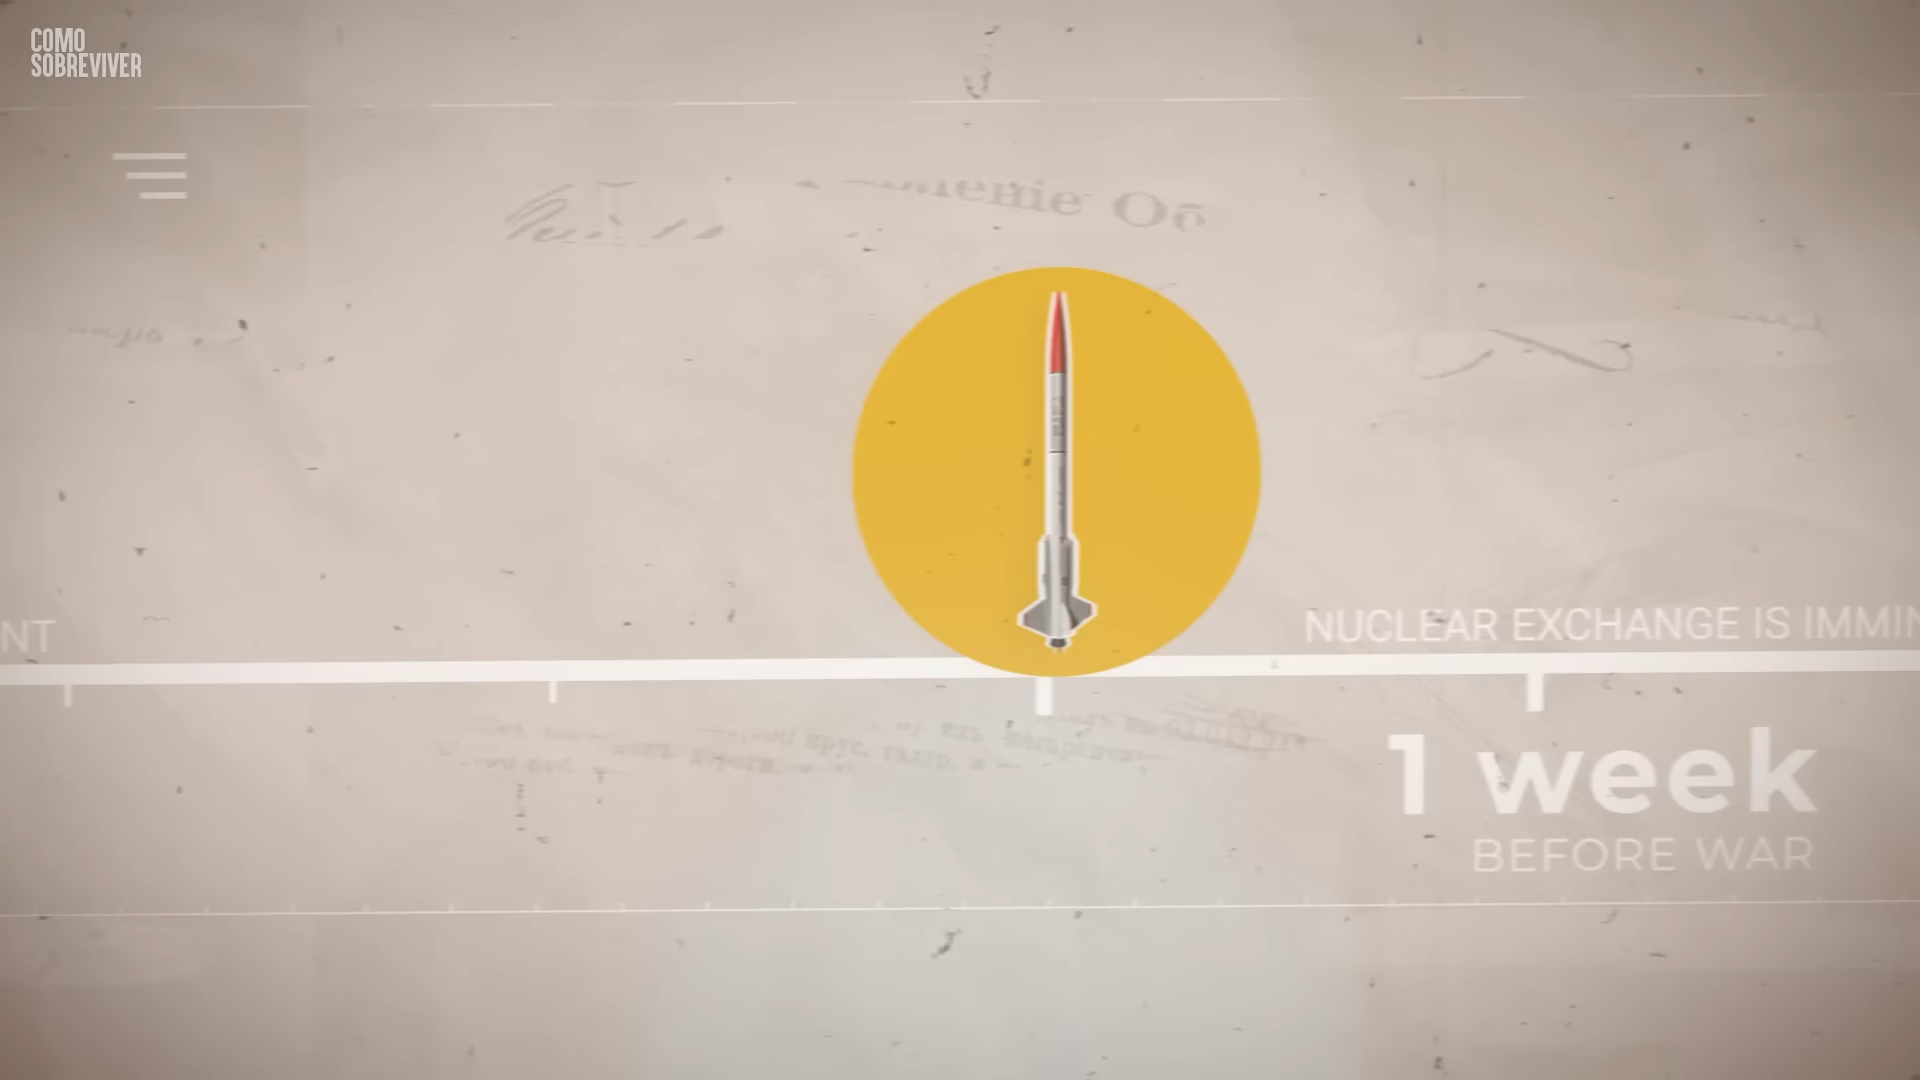 COMO
SOBREVIVER
NT
NUCLEAR EXCHANGE IS IMMIN
1 week
BEFORE WAR